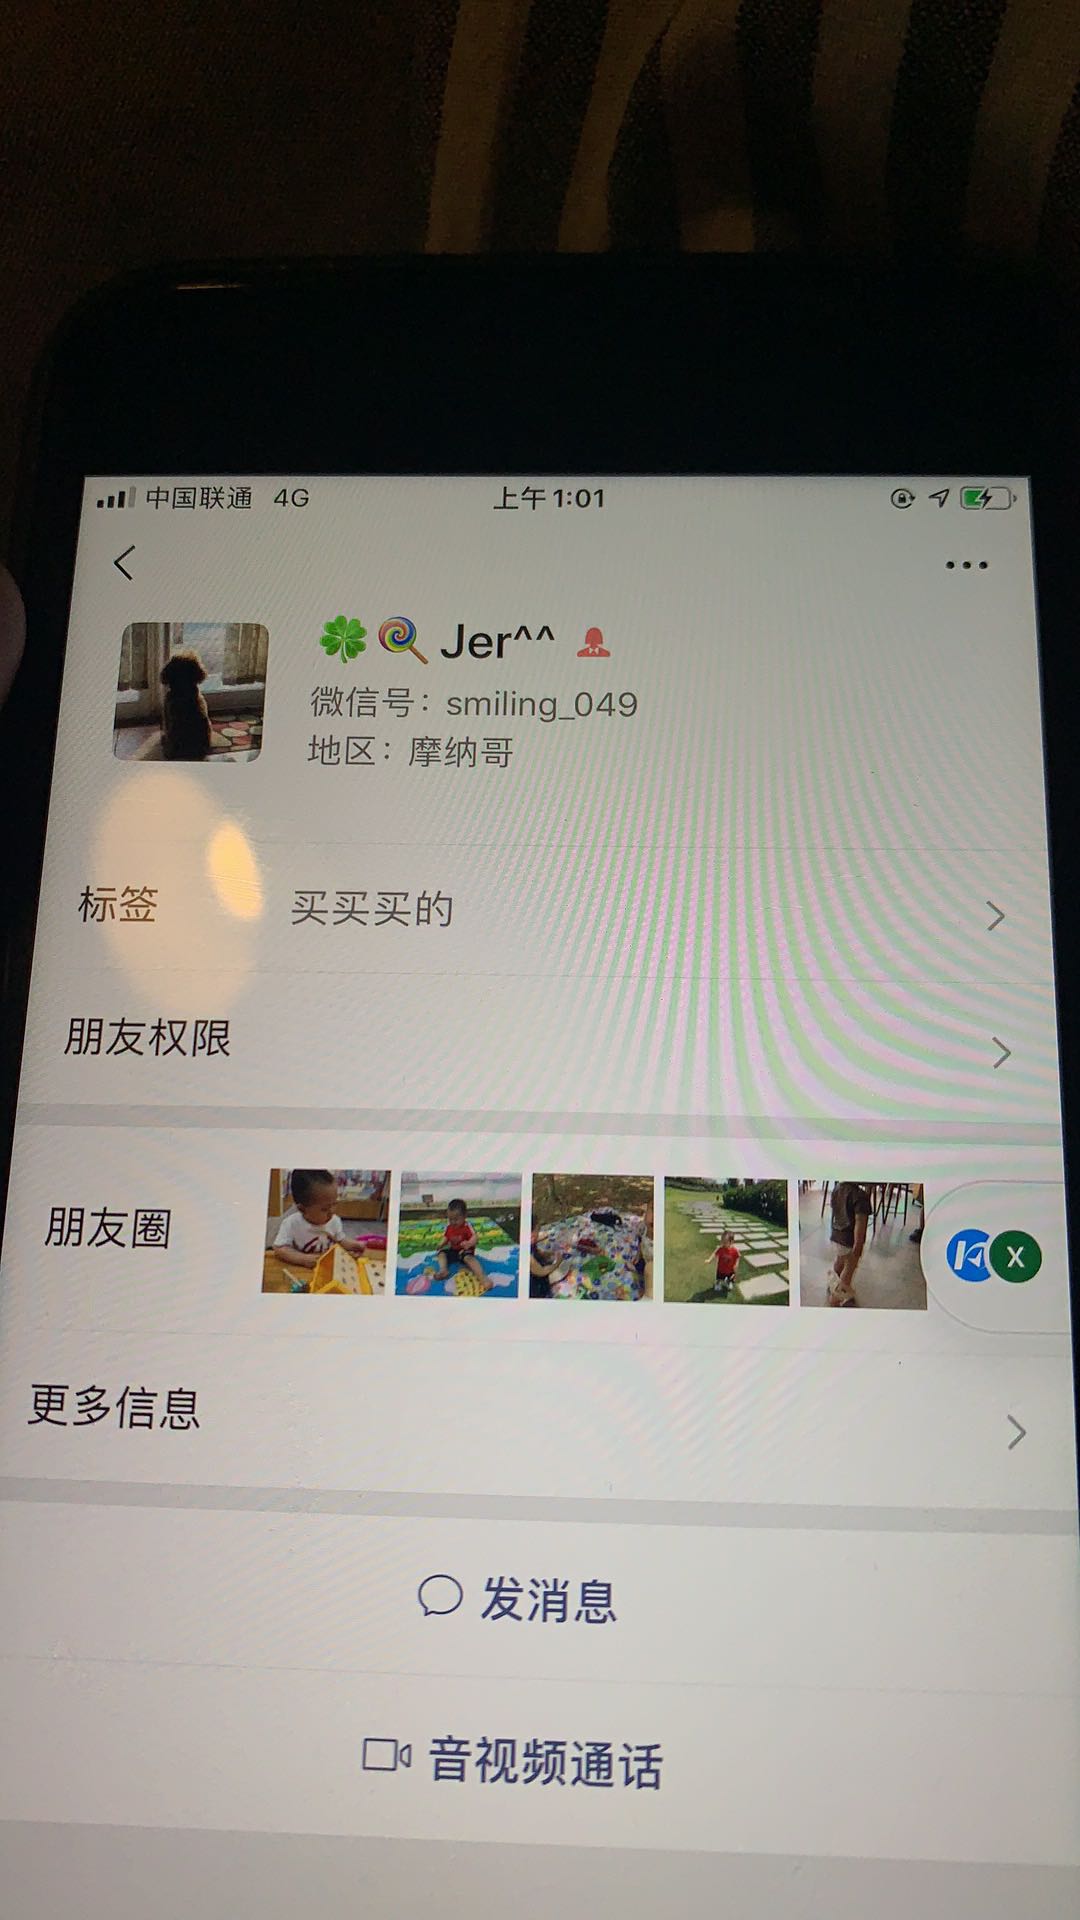 中国联通 4G 上午1:01
🍀🍭 Jer^^
微信号：smiling_049
地区：摩纳哥
标签 买买买的
朋友权限
朋友圈
X
更多信息
发消息
音视频通话